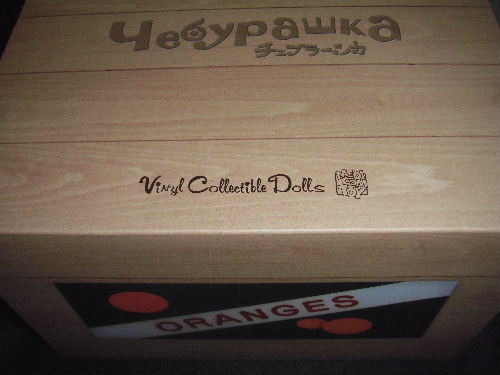 Чебурашка
チェブラーシカ
Vinyl Collectible Dolls
ORANGES